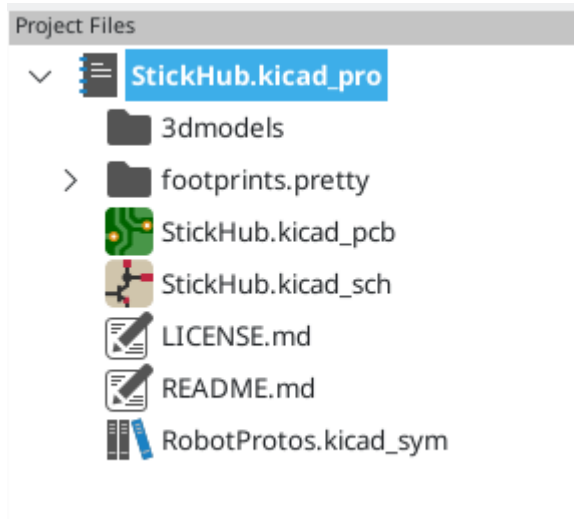 Project Files
StickHub.kicad_pro
3dmodels
footprints.pretty
StickHub.kicad_pcb
StickHub.kicad_sch
LICENSE.md
README.md
RobotProtos.kicad_sym